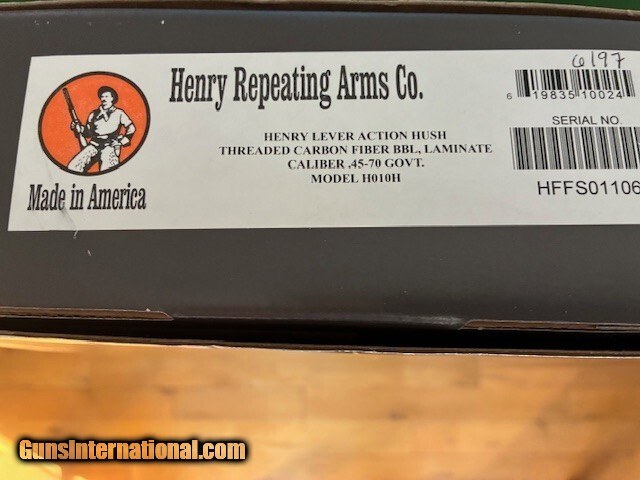 Henry Repeating Arms Co.
6197
6 19835 10024
SERIAL NO.
HENRY LEVER ACTION HUSH
THREADED CARBON FIBER BBL, LAMINATE
CALIBER .45-70 GOVT.
MODEL H010H
HFFS01106
Made in America
GunsInternational.com